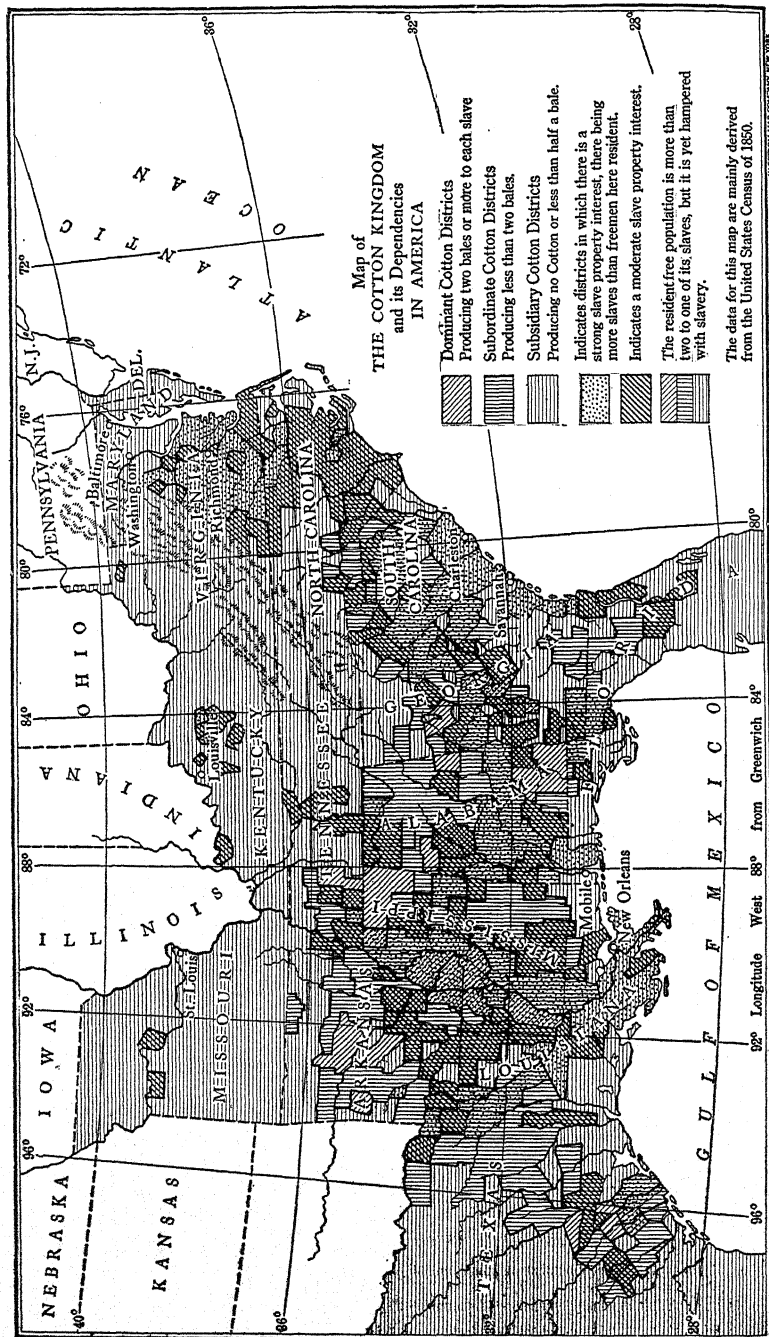 Map of
THE COTTON KINGDOM
and its Dependencies
IN AMERICA
Dominant Cotton Districts
Producing two bales or more to each slave
Subordinate Cotton Districts
Producing less than two bales.
Subsidiary Cotton Districts
Producing no Cotton or less than half a bale.
Indicates districts in which there is a
strong slave property interest, there being
more slaves than freemen here resident.
Indicates a moderate slave property interest.
The resident free population is more than
two to one of its slaves, but it is yet hampered
with slavery.
The data for this map are mainly derived
from the United States Census of 1850.
NEBRASKA
IOWA
KANSAS
ILLINOIS
INDIANA
OHIO
PENNSYLVANIA
N.J.
DEL.
MARYLAND
Baltimore
Washington
VIRGINIA
Richmond
KENTUCKY
Louisville
MISSOURI
St. Louis
TENNESSEE
NORTH CAROLINA
SOUTH
CAROLINA
Charleston
Savannah
GEORGIA
FLORIDA
ALABAMA
Mobile
MISSISSIPPI
New Orleans
LOUISIANA
ARKANSAS
TEXAS
ATLANTIC
OCEAN
GULF OF MEXICO
96°
92°
88°
84°
80°
76°
72°
40°
36°
32°
28°
36°
32°
28°
96°
92°
Longitude West from Greenwich
88°
84°
80°